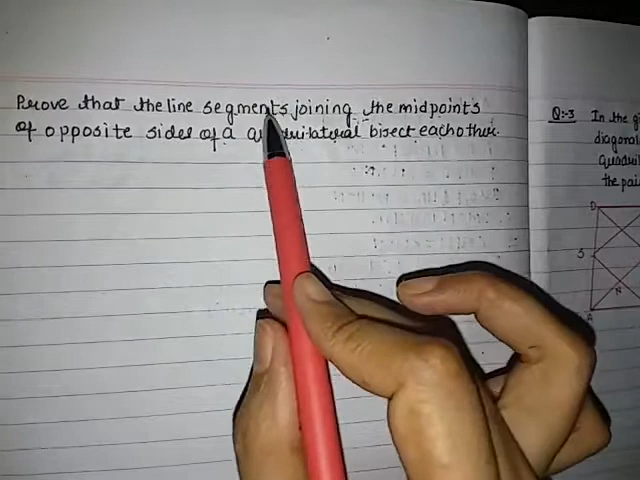 Prove that the line segments joining the midpoints
of opposite sides of a quadrilateral bisect each other.
Q:-3 In the
diagonal
quadri
the pai
D
S
R
A